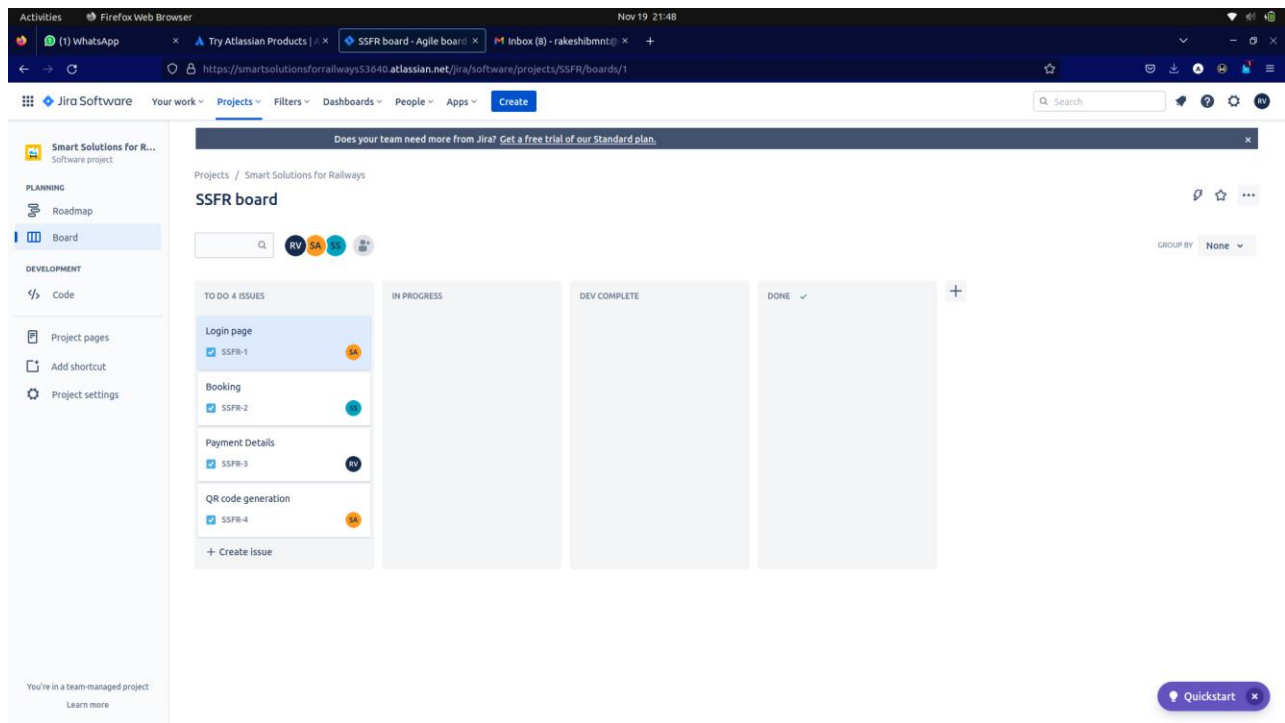 Activities Firefox Web Browser Nov 19 21:48
(1) WhatsApp × Try Atlassian Products | A × SSFR board - Agile board × Inbox (8) - rakeshibmnt@ × +
https://smartsolutionsforrailways53640.atlassian.net/jira/software/projects/SSFR/boards/1
Jira Software Your work Projects Filters Dashboards People Apps Create Search RV
Does your team need more from Jira? Get a free trial of our Standard plan. ×
Smart Solutions for R...
Software project
PLANNING
Roadmap
Board
DEVELOPMENT
Code
Project pages
Add shortcut
Project settings
You're in a team-managed project
Learn more
Projects / Smart Solutions for Railways
SSFR board
RV SA SS
GROUP BY None
TO DO 4 ISSUES IN PROGRESS DEV COMPLETE DONE
Login page
SSFR-1 SA
Booking
SSFR-2 SS
Payment Details
SSFR-3 RV
QR code generation
SSFR-4 SA
+ Create issue
Quickstart ×